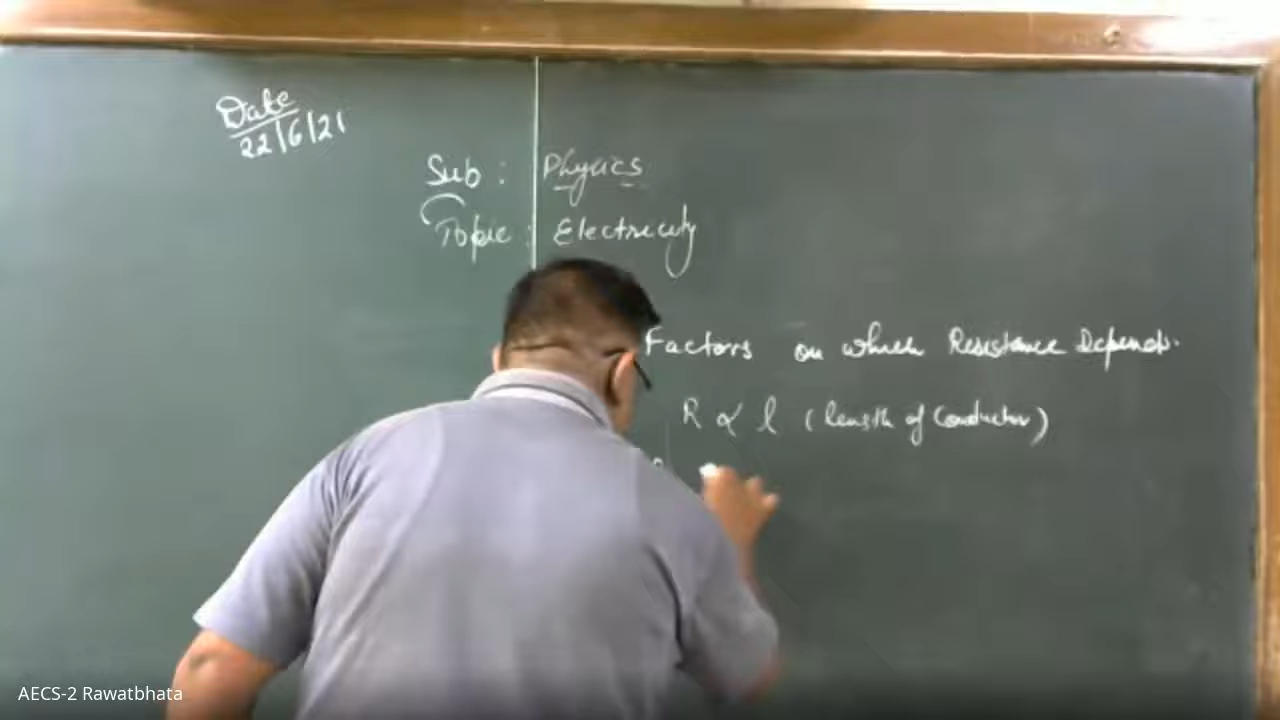 Date
22/6/21
Sub : Physics
Topic : Electricity
Factors on which Resistance Depends.
R ∝ l (length of Conductor)
AECS-2 Rawatbhata